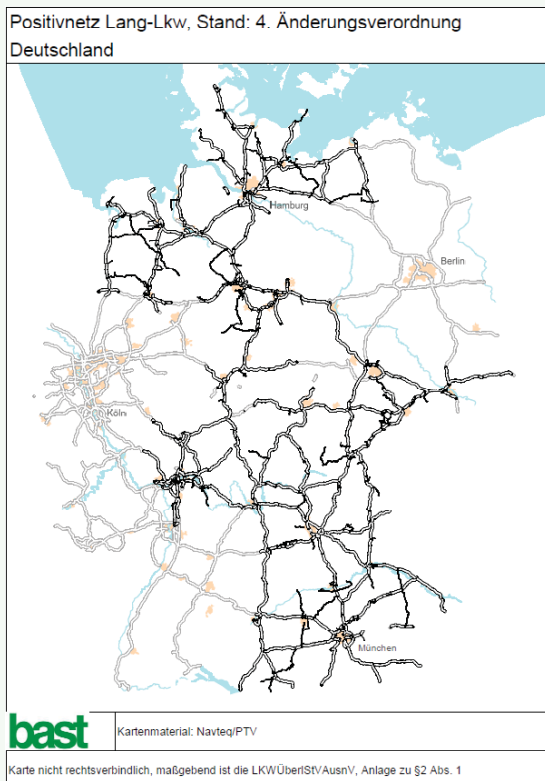 Positivnetz Lang-Lkw, Stand: 4. Änderungsverordnung
Deutschland
Hamburg
Berlin
Köln
München
bast
Kartenmaterial: Navteq/PTV
Karte nicht rechtsverbindlich, maßgebend ist die LKWÜberlStVAusnV, Anlage zu §2 Abs. 1